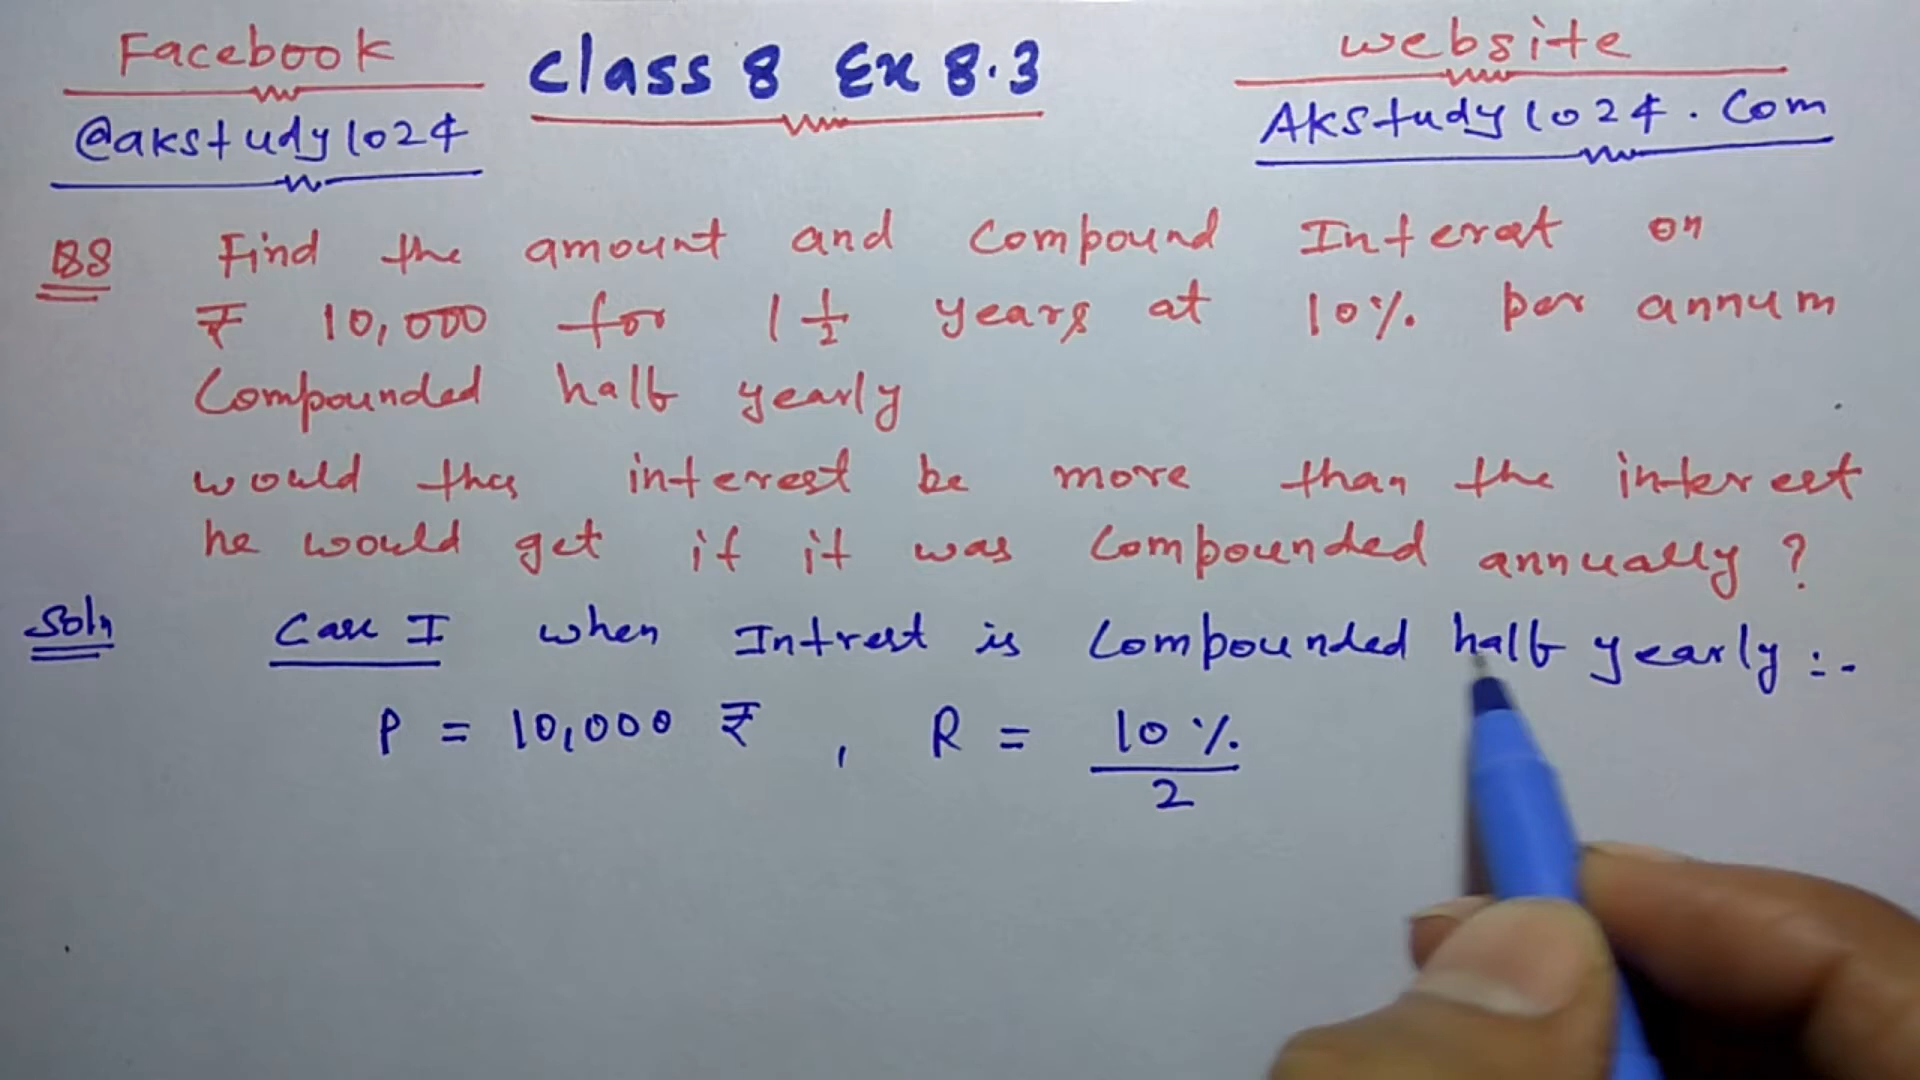 Facebook
@akstudy1024
Class 8 Ex 8.3
Website
AKStudy1024.Com
Q8 Find the amount and Compound Interest on
₹ 10,000 for 1 1/2 years at 10% per annum
Compounded half yearly
would this interest be more than the interest
he would get if it was Compounded annually?
Soln Case I when Intrest is Compounded half yearly :-
P = 10,000 ₹ , R = 10%/2